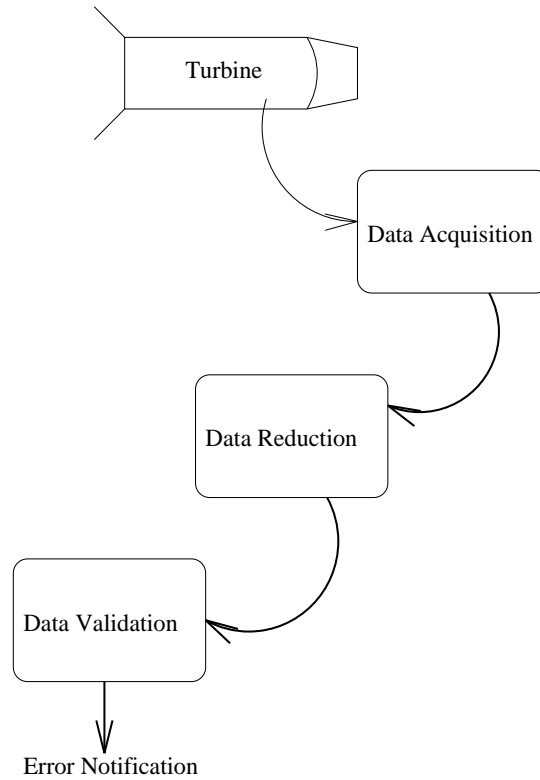 Turbine
Data Acquisition
Data Reduction
Data Validation
Error Notification